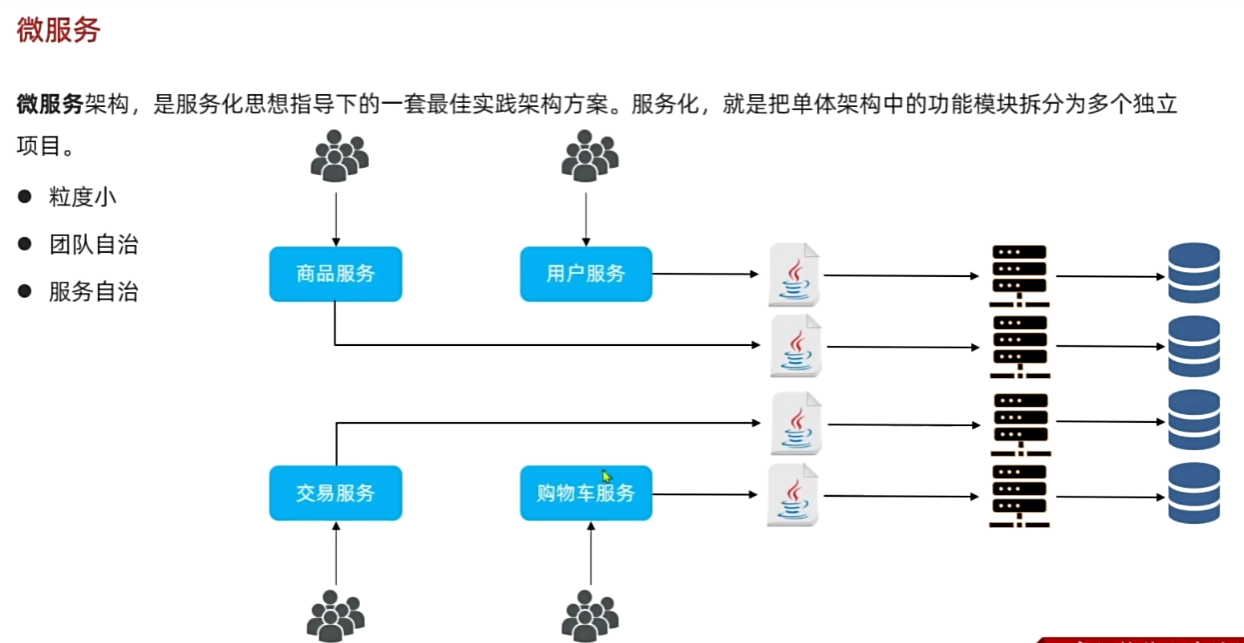 微服务
微服务架构，是服务化思想指导下的一套最佳实践架构方案。服务化，就是把单体架构中的功能模块拆分为多个独立
项目。
● 粒度小
● 团队自治
● 服务自治
商品服务
用户服务
交易服务
购物车服务